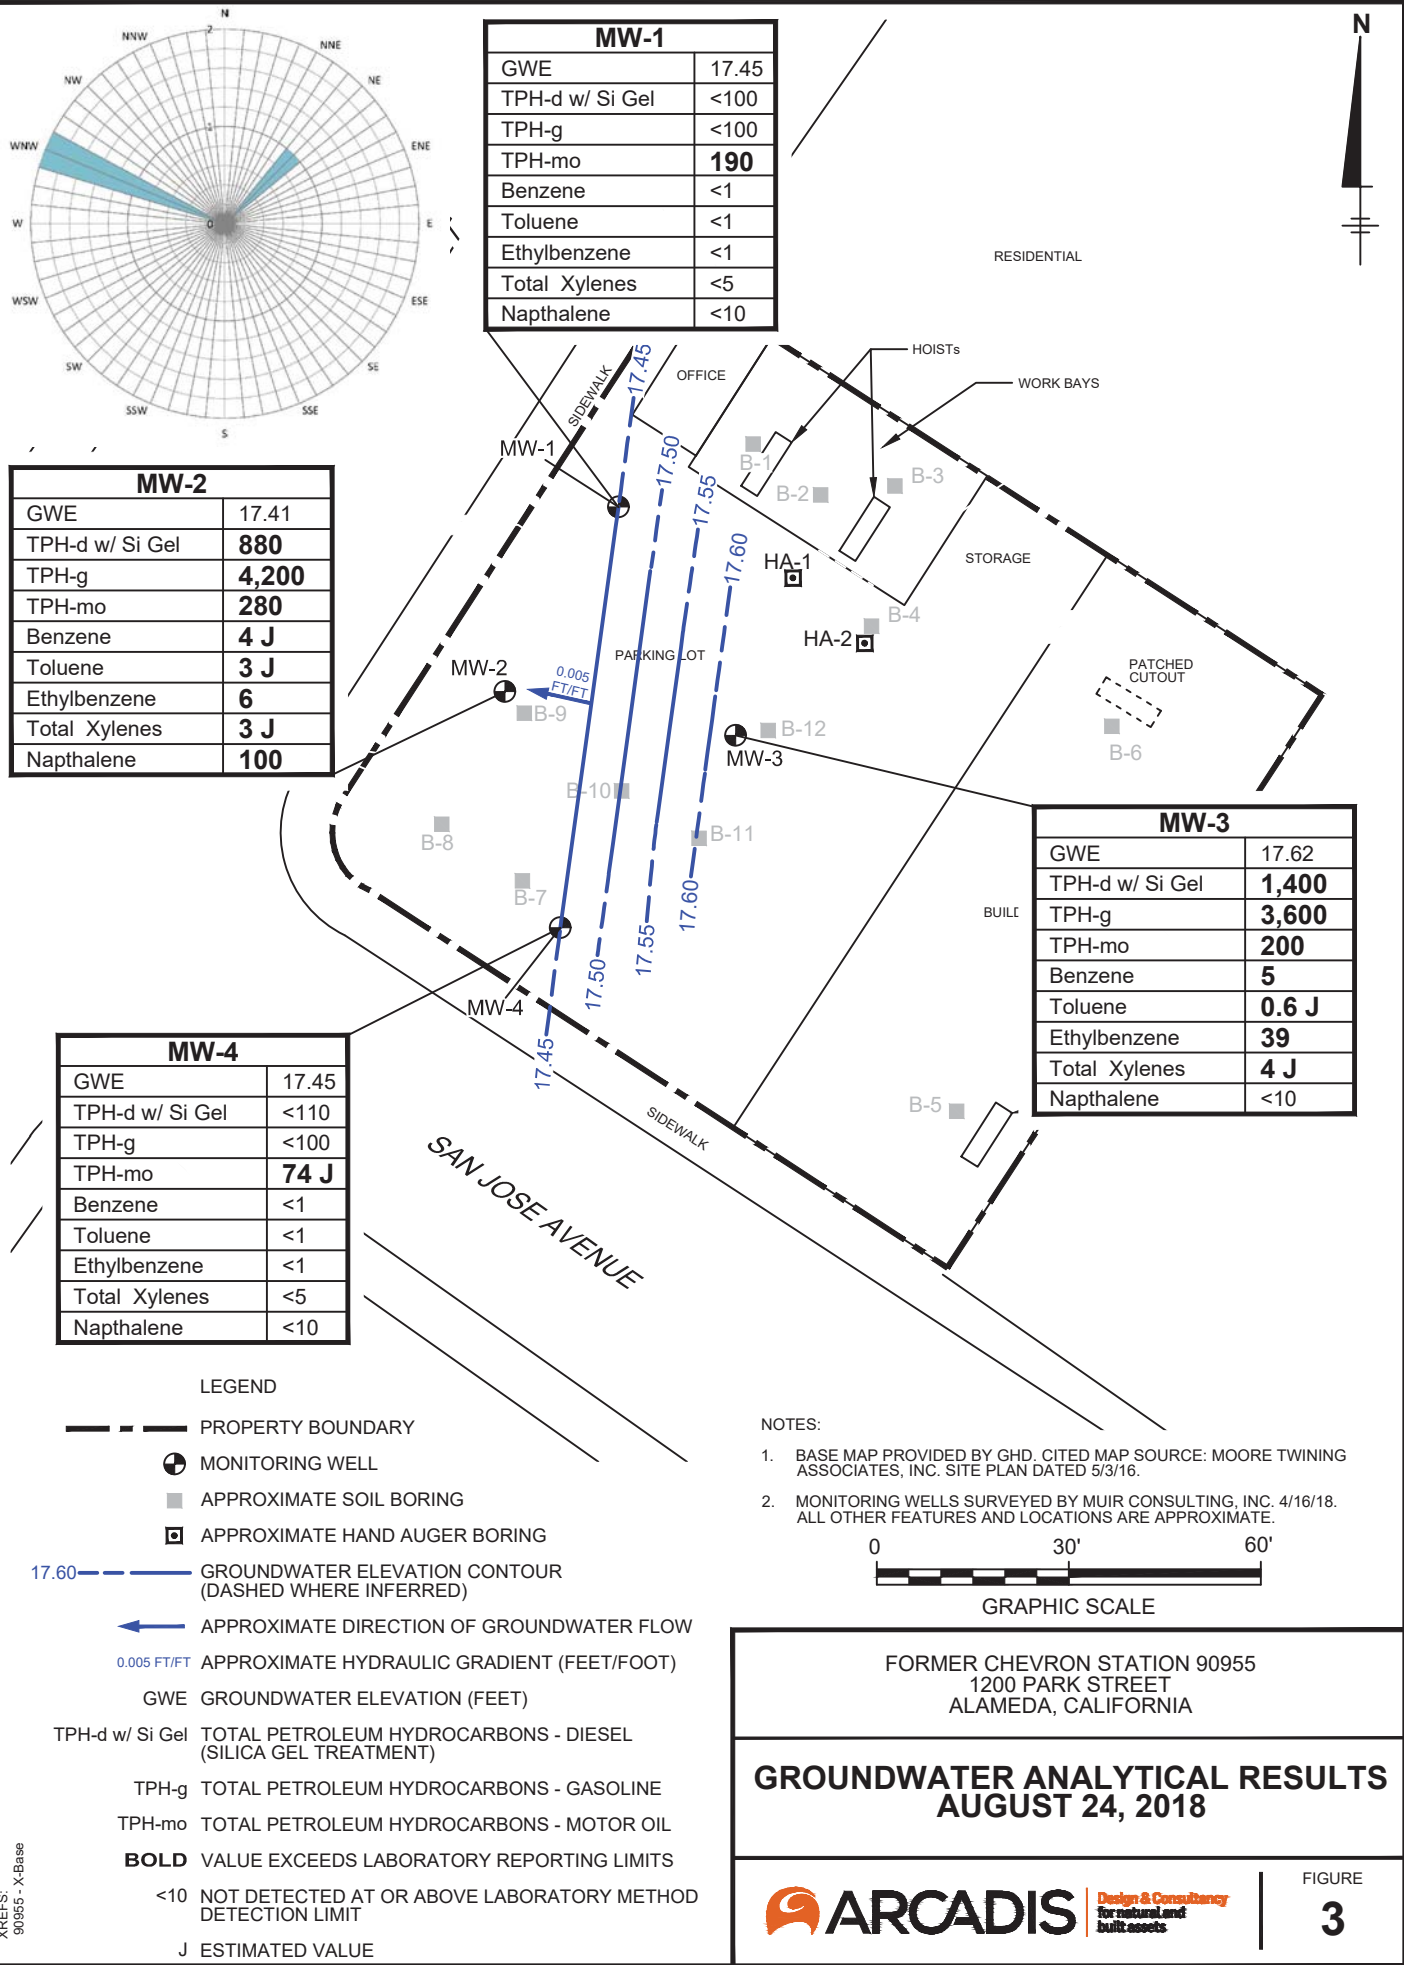 N
NNW
NNE
NW
NE
WNW
ENE
W
E
WSW
ESE
SW
SE
SSW
SSE
S
2
1
0
MW-1
GWE 17.45
TPH-d w/ Si Gel <100
TPH-g <100
TPH-mo 190
Benzene <1
Toluene <1
Ethylbenzene <1
Total Xylenes <5
Napthalene <10
N
RESIDENTIAL
HOISTs
WORK BAYS
OFFICE
SIDEWALK
17.45
17.50
17.55
17.60
MW-1
B-1
B-2
B-3
STORAGE
HA-1
B-4
HA-2
PATCHED
CUTOUT
B-6
MW-2
GWE 17.41
TPH-d w/ Si Gel 880
TPH-g 4,200
TPH-mo 280
Benzene 4 J
Toluene 3 J
Ethylbenzene 6
Total Xylenes 3 J
Napthalene 100
PARKING LOT
MW-2
0.005
FT/FT
B-9
B-12
MW-3
B-10
B-11
B-8
B-7
17.60
17.55
17.50
17.45
MW-4
BUILD
MW-3
GWE 17.62
TPH-d w/ Si Gel 1,400
TPH-g 3,600
TPH-mo 200
Benzene 5
Toluene 0.6 J
Ethylbenzene 39
Total Xylenes 4 J
Napthalene <10
B-5
SIDEWALK
SAN JOSE AVENUE
MW-4
GWE 17.45
TPH-d w/ Si Gel <110
TPH-g <100
TPH-mo 74 J
Benzene <1
Toluene <1
Ethylbenzene <1
Total Xylenes <5
Napthalene <10
LEGEND
PROPERTY BOUNDARY
MONITORING WELL
APPROXIMATE SOIL BORING
APPROXIMATE HAND AUGER BORING
17.60 GROUNDWATER ELEVATION CONTOUR
(DASHED WHERE INFERRED)
APPROXIMATE DIRECTION OF GROUNDWATER FLOW
0.005 FT/FT APPROXIMATE HYDRAULIC GRADIENT (FEET/FOOT)
GWE GROUNDWATER ELEVATION (FEET)
TPH-d w/ Si Gel TOTAL PETROLEUM HYDROCARBONS - DIESEL
(SILICA GEL TREATMENT)
TPH-g TOTAL PETROLEUM HYDROCARBONS - GASOLINE
TPH-mo TOTAL PETROLEUM HYDROCARBONS - MOTOR OIL
BOLD VALUE EXCEEDS LABORATORY REPORTING LIMITS
<10 NOT DETECTED AT OR ABOVE LABORATORY METHOD
DETECTION LIMIT
J ESTIMATED VALUE
XREFS:
90955 - X-Base
NOTES:
1. BASE MAP PROVIDED BY GHD. CITED MAP SOURCE: MOORE TWINING
ASSOCIATES, INC. SITE PLAN DATED 5/3/16.
2. MONITORING WELLS SURVEYED BY MUIR CONSULTING, INC. 4/16/18.
ALL OTHER FEATURES AND LOCATIONS ARE APPROXIMATE.
0 30' 60'
GRAPHIC SCALE
FORMER CHEVRON STATION 90955
1200 PARK STREET
ALAMEDA, CALIFORNIA
GROUNDWATER ANALYTICAL RESULTS
AUGUST 24, 2018
ARCADIS
Design & Consultancy
for natural and
built assets
FIGURE
3